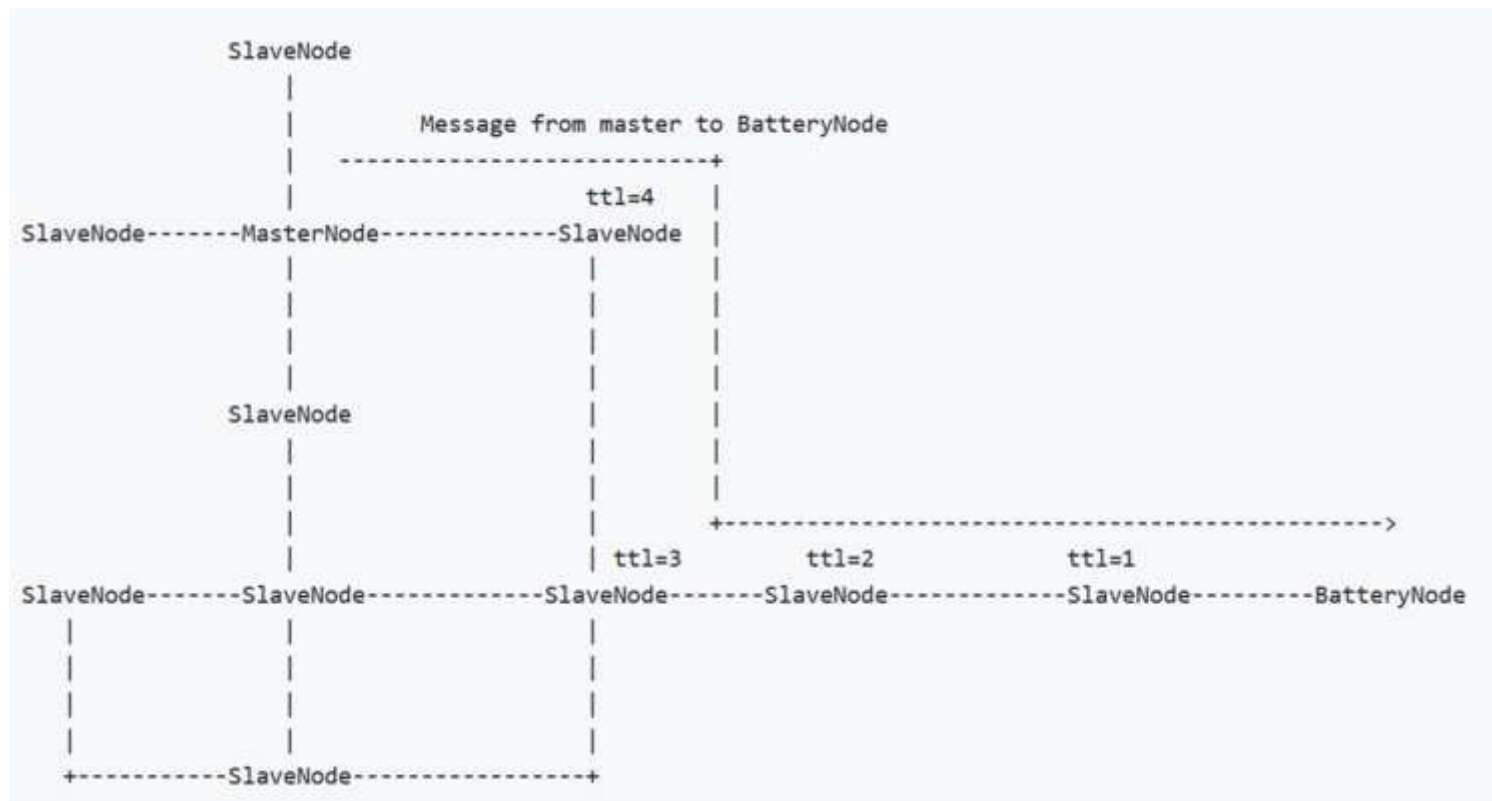 SlaveNode
Message from master to BatteryNode
ttl=4
SlaveNode-------MasterNode-------------SlaveNode
SlaveNode
ttl=3 ttl=2 ttl=1
SlaveNode-------SlaveNode-------------SlaveNode-------SlaveNode-------------SlaveNode---------BatteryNode
+-----------SlaveNode-----------------+